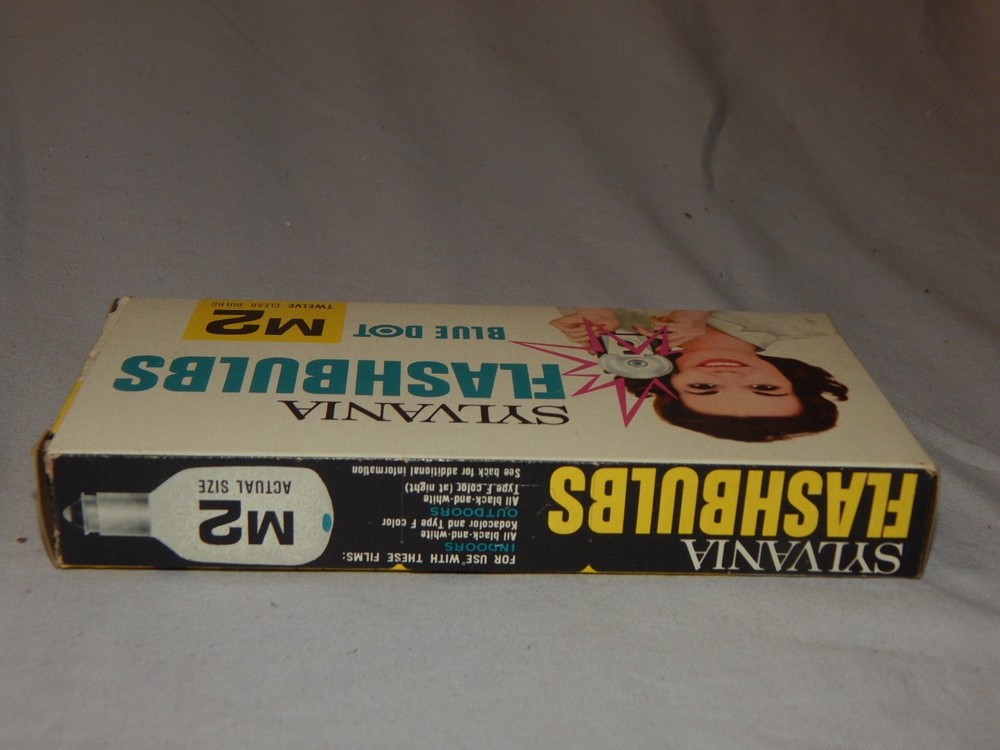 SYLVANIA
FLASHBULBS
BLUE DOT
M2
TWELVE CLEAR BULBS
SYLVANIA
FLASHBULBS
FOR USE WITH THESE FILMS:
INDOORS
All black-and-white
Kodacolor and Type F color
OUTDOORS
All black-and-white
Type F color (at night)
See back for additional information
M2
ACTUAL SIZE